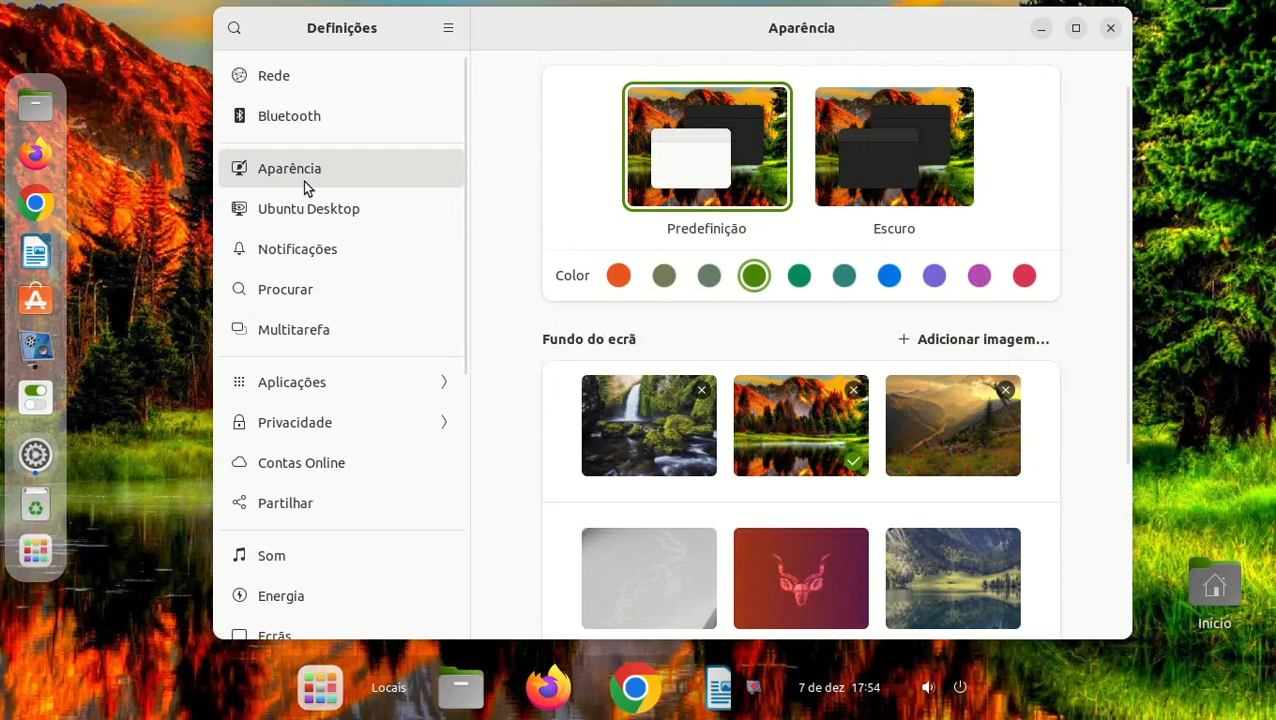 Definições
Aparência
Rede
Bluetooth
Aparência
Ubuntu Desktop
Notificações
Procurar
Multitarefa
Aplicações
Privacidade
Contas Online
Partilhar
Som
Energia
Ecrãs
Predefinição
Escuro
Color
Fundo do ecrã
Adicionar imagem...
Início
Locais
7 de dez 17:54